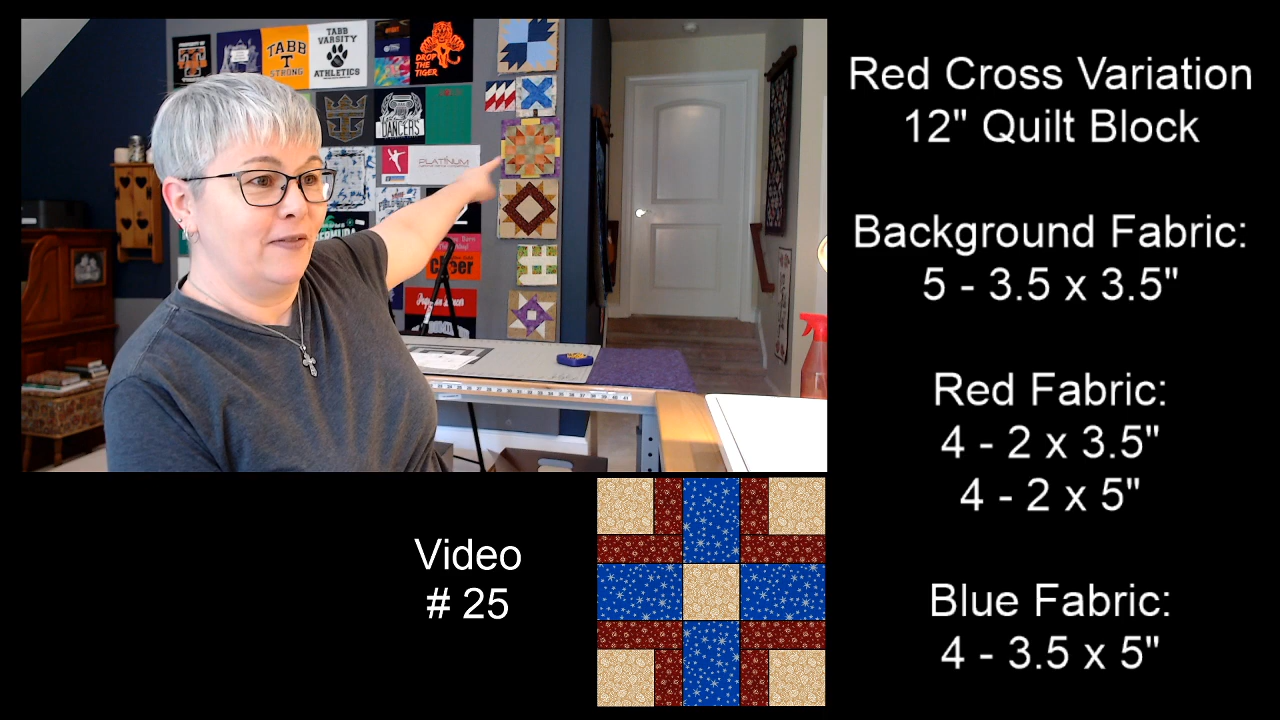 PROPERTY OF
TABB
T
STRONG
TABB
VARSITY
ATHLETICS
DROP
THE
TIGER
DANCERS
PLATINUM
cheer
Red Cross Variation
12" Quilt Block
Background Fabric:
5 - 3.5 x 3.5"
Red Fabric:
4 - 2 x 3.5"
4 - 2 x 5"
Blue Fabric:
4 - 3.5 x 5"
Video
# 25